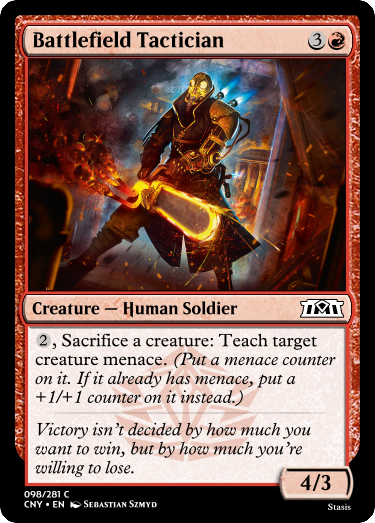 Battlefield Tactician 3
Creature — Human Soldier
2, Sacrifice a creature: Teach target
creature menace. (Put a menace counter
on it. If it already has menace, put a
+1/+1 counter on it instead.)
Victory isn't decided by how much you
want to win, but by how much you're
willing to lose.
4/3
098/281 C
CNY • EN Sebastian Szmyd
Stasis